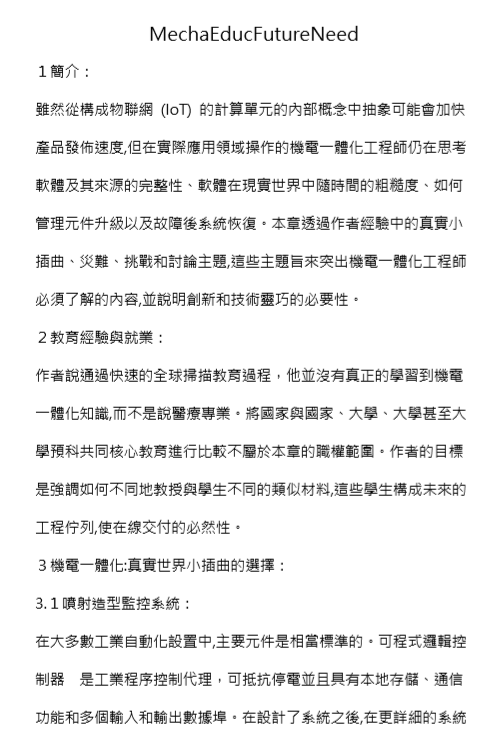 MechaEducFutureNeed
1簡介：
雖然從構成物聯網 (IoT) 的計算單元的內部概念中抽象可能會加快
產品發佈速度,但在實際應用領域操作的機電一體化工程師仍在思考
軟體及其來源的完整性、軟體在現實世界中隨時間的粗糙度、如何
管理元件升級以及故障後系統恢復。本章透過作者經驗中的真實小
插曲、災難、挑戰和討論主題,這些主題旨來突出機電一體化工程師
必須了解的內容,並說明創新和技術靈巧的必要性。
2教育經驗與就業：
作者說通過快速的全球掃描教育過程，他並沒有真正的學習到機電
一體化知識,而不是說醫療專業。將國家與國家、大學、大學甚至大
學預科共同核心教育進行比較不屬於本章的職權範圍。作者的目標
是強調如何不同地教授與學生不同的類似材料,這些學生構成未來的
工程佇列,使在線交付的必然性。
3機電一體化:真實世界小插曲的選擇：
3.1噴射造型監控系統：
在大多數工業自動化設置中,主要元件是相當標準的。可程式邏輯控
制器　是工業程序控制代理，可抵抗停電並且具有本地存儲、通信
功能和多個輸入和輸出數據埠。在設計了系統之後,在更詳細的系統